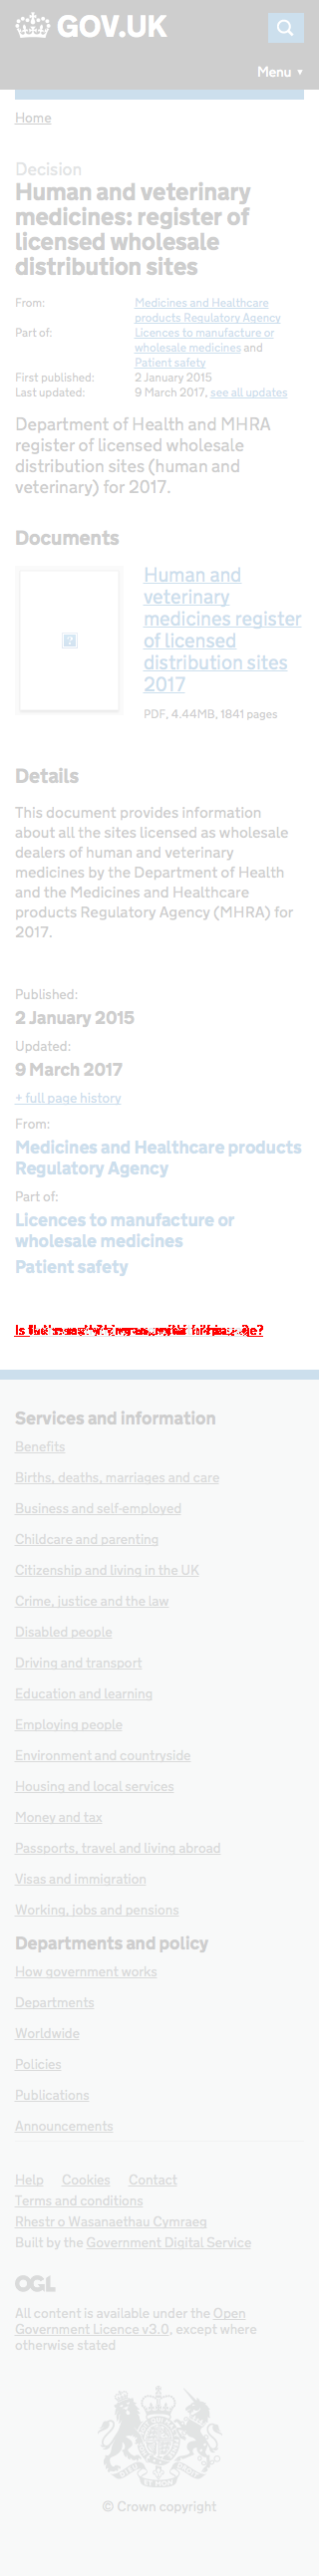 GOV.UK
Menu ▼
Home
Decision
Human and veterinary
medicines: register of
licensed wholesale
distribution sites
From: Medicines and Healthcare
products Regulatory Agency
Part of: Licences to manufacture or
wholesale medicines and
Patient safety
First published: 2 January 2015
Last updated: 9 March 2017, see all updates
Department of Health and MHRA
register of licensed wholesale
distribution sites (human and
veterinary) for 2017.
Documents
Human and
veterinary
medicines register
of licensed
distribution sites
2017
PDF, 4.44MB, 1841 pages
Details
This document provides information
about all the sites licensed as wholesale
dealers of human and veterinary
medicines by the Department of Health
and the Medicines and Healthcare
products Regulatory Agency (MHRA) for
2017.
Published:
2 January 2015
Updated:
9 March 2017
+ full page history
From:
Medicines and Healthcare products
Regulatory Agency
Part of:
Licences to manufacture or
wholesale medicines
Patient safety
Services and information
Benefits
Births, deaths, marriages and care
Business and self-employed
Childcare and parenting
Citizenship and living in the UK
Crime, justice and the law
Disabled people
Driving and transport
Education and learning
Employing people
Environment and countryside
Housing and local services
Money and tax
Passports, travel and living abroad
Visas and immigration
Working, jobs and pensions
Departments and policy
How government works
Departments
Worldwide
Policies
Publications
Announcements
Help Cookies Contact
Terms and conditions
Rhestr o Wasanaethau Cymraeg
Built by the Government Digital Service
OGL
All content is available under the Open
Government Licence v3.0, except where
otherwise stated
© Crown copyright